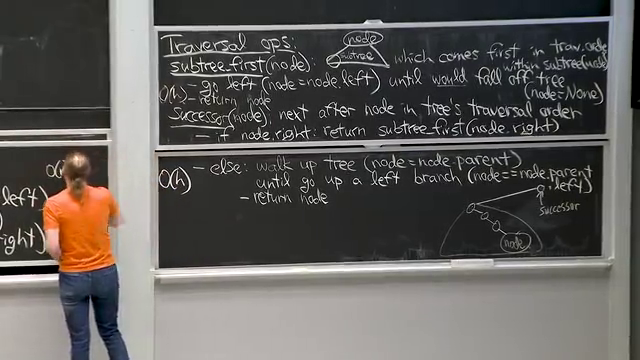 Traversal ops:
subtree_first(node):
node
subtree
which comes first in trav. order
within subtree(node)
O(h)
- go left (node=node.left) until would fall off tree
(node=None)
- return node
successor(node): next after node in tree's traversal order
- if node.right: return subtree_first(node.right)
O(h)
- else: walk up tree (node=node.parent)
until go up a left branch (node==node.parent
.left)
- return node
successor
node
left)
right)